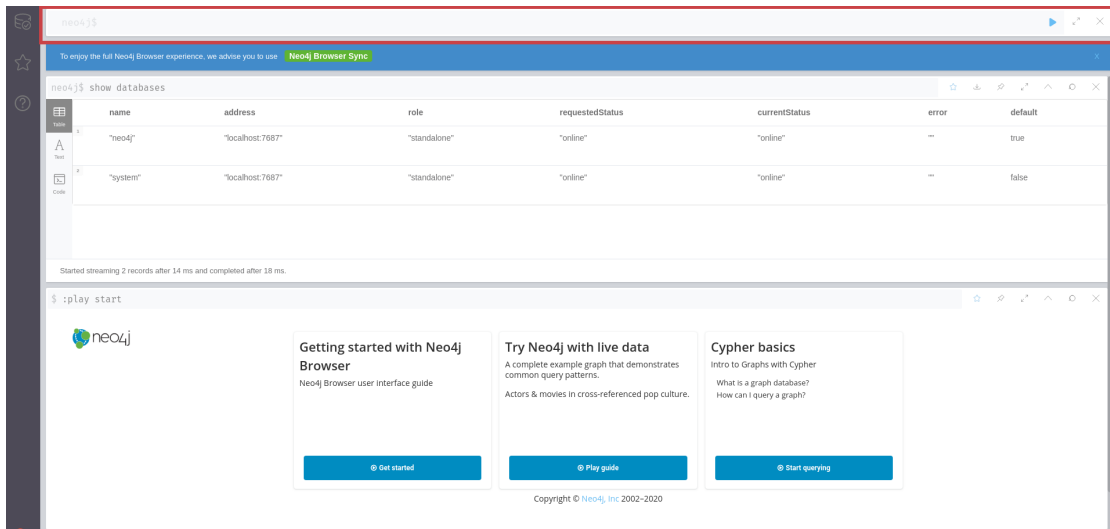 neo4j$
To enjoy the full Neo4j Browser experience, we advise you to use Neo4j Browser Sync
neo4j$ show databases
Table
Text
Code
name address role requestedStatus currentStatus error default
1 "neo4j" "localhost:7687" "standalone" "online" "online" "" true
2 "system" "localhost:7687" "standalone" "online" "online" "" false
Started streaming 2 records after 14 ms and completed after 18 ms.
$ :play start
neo4j
Getting started with Neo4j
Browser
Neo4j Browser user interface guide
Get started
Try Neo4j with live data
A complete example graph that demonstrates
common query patterns.
Actors & movies in cross-referenced pop culture.
Play guide
Cypher basics
Intro to Graphs with Cypher
What is a graph database?
How can I query a graph?
Start querying
Copyright © Neo4j, Inc 2002–2020